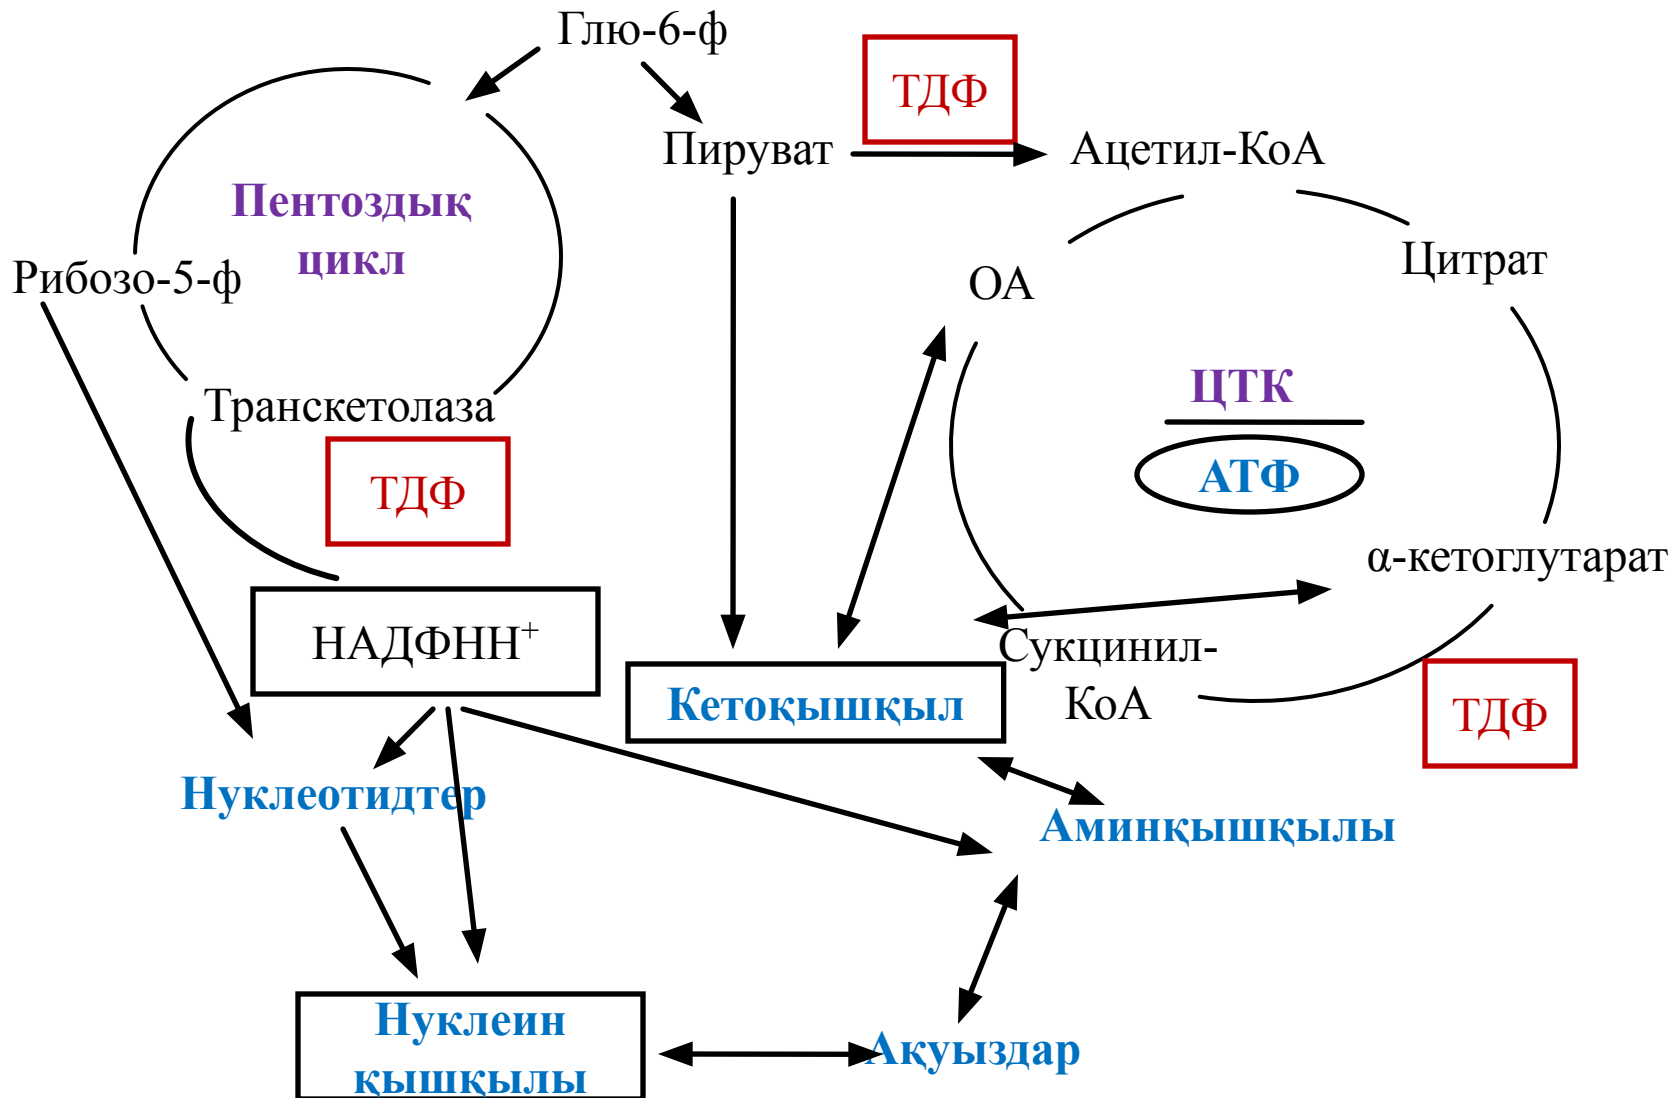 Глю-6-ф
ТДФ
Пируват
Ацетил-КоА
Пентоздық
цикл
Рибозо-5-ф
ОА
Цитрат
ЦТК
АТФ
Транскетолаза
ТДФ
α-кетоглутарат
НАДФНН⁺
Сукцинил-
КоА
Кетоқышқыл
ТДФ
Нуклеотидтер
Аминқышқылы
Нуклеин
қышқылы
Ақуыздар